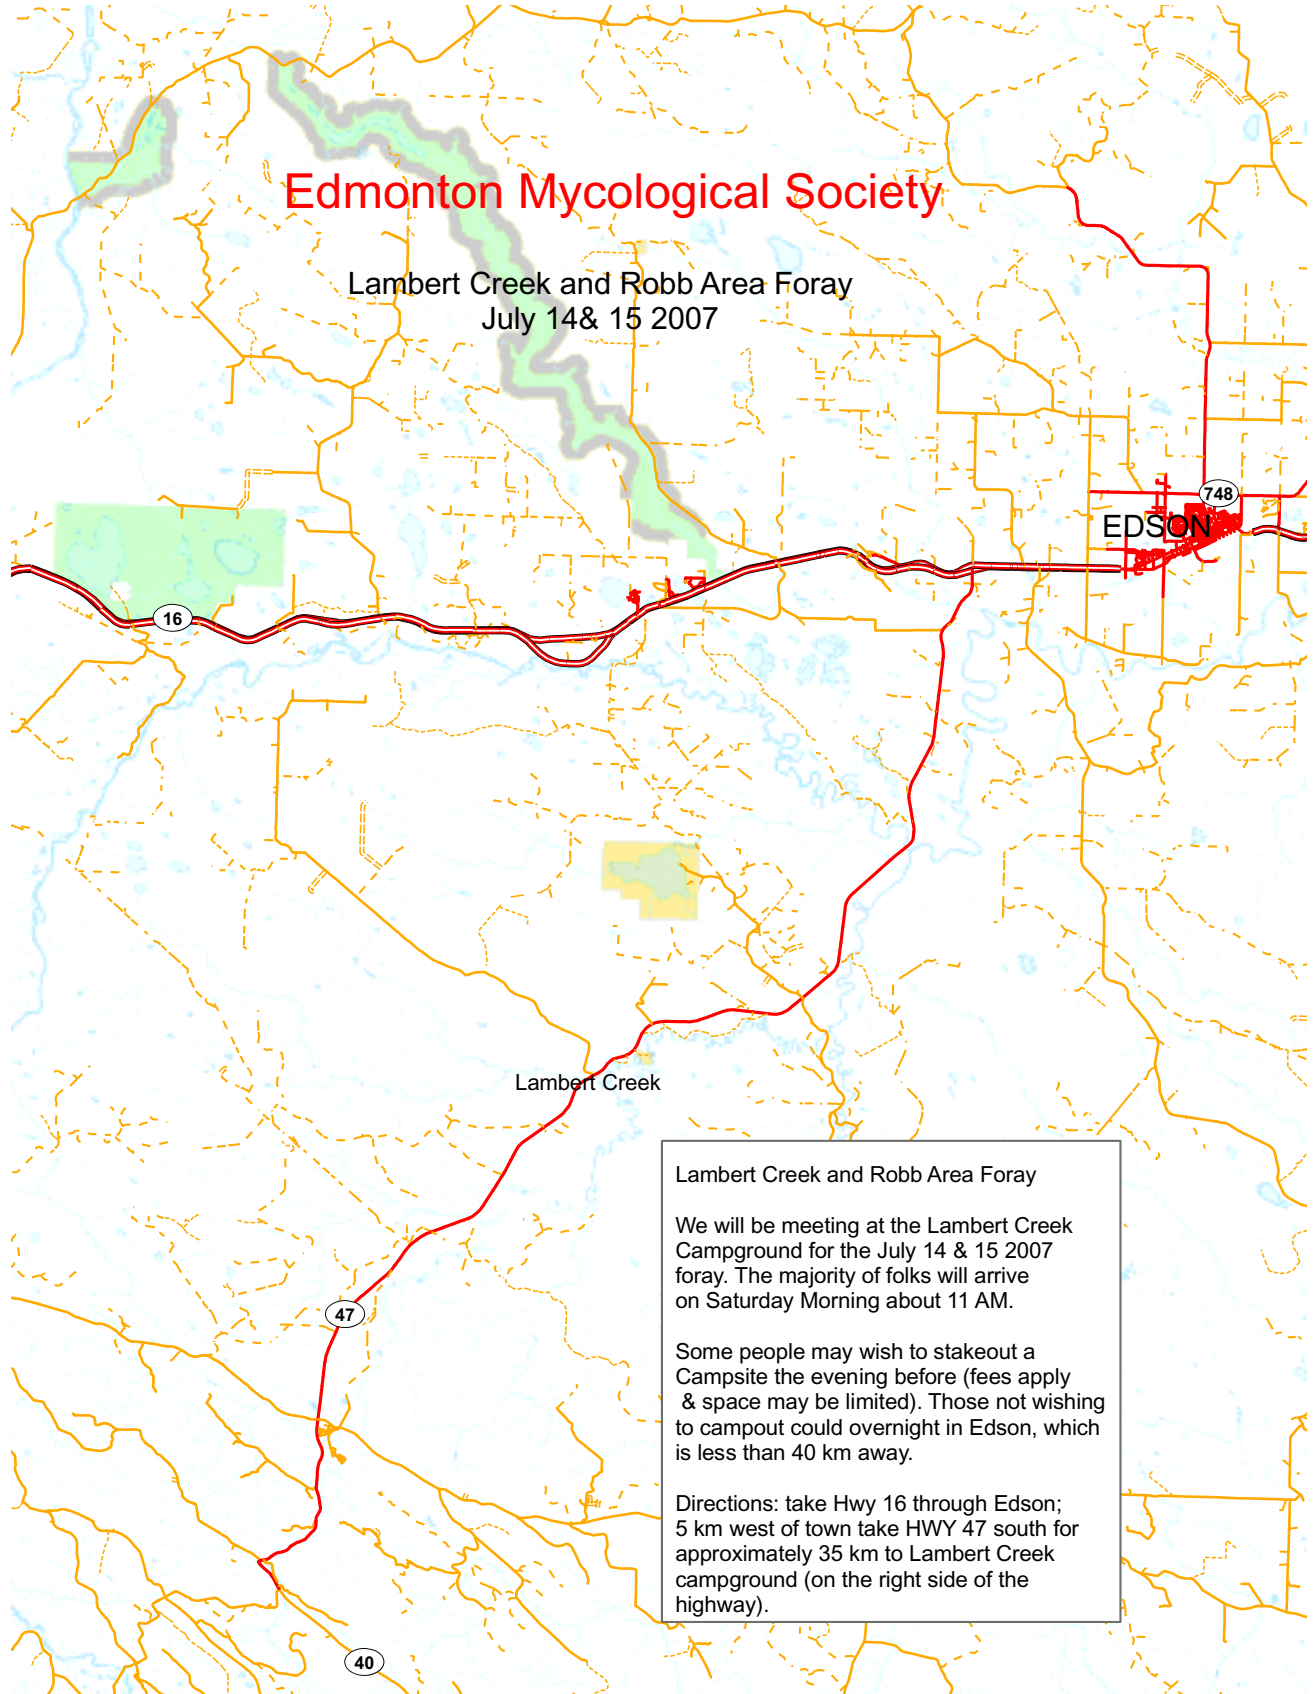 Edmonton Mycological Society
Lambert Creek and Robb Area Foray
July 14& 15 2007
748
EDSON
16
Lambert Creek
47
40
Lambert Creek and Robb Area Foray
We will be meeting at the Lambert Creek
Campground for the July 14 & 15 2007
foray. The majority of folks will arrive
on Saturday Morning about 11 AM.
Some people may wish to stakeout a
Campsite the evening before (fees apply
& space may be limited). Those not wishing
to campout could overnight in Edson, which
is less than 40 km away.
Directions: take Hwy 16 through Edson;
5 km west of town take HWY 47 south for
approximately 35 km to Lambert Creek
campground (on the right side of the
highway).